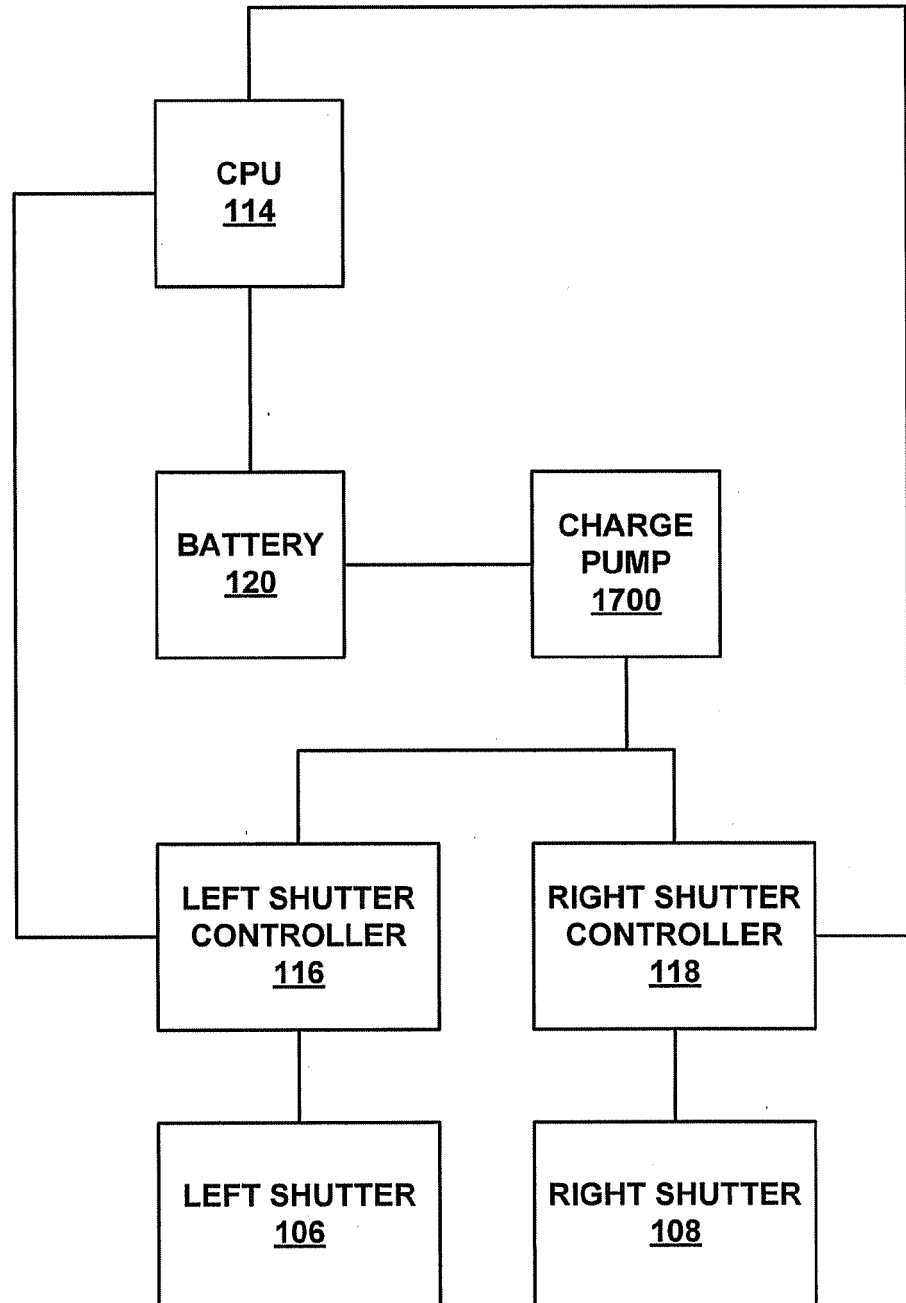 CPU
114
BATTERY
120
CHARGE
PUMP
1700
LEFT SHUTTER
CONTROLLER
116
RIGHT SHUTTER
CONTROLLER
118
LEFT SHUTTER
106
RIGHT SHUTTER
108